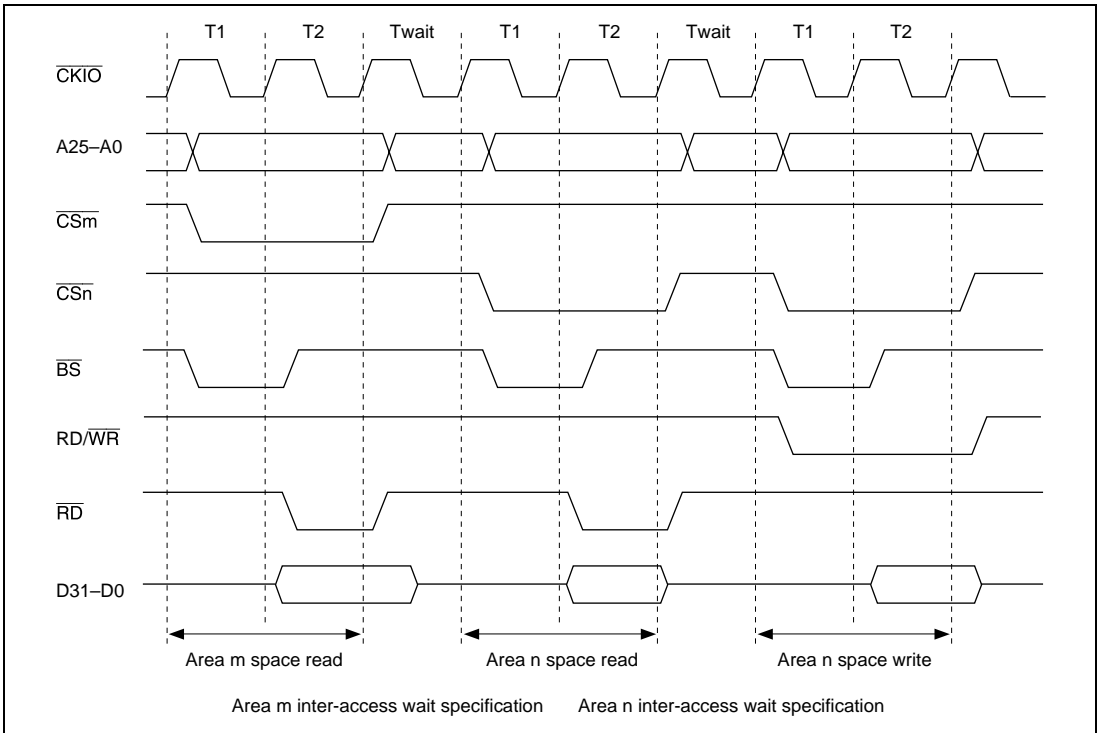 T1 T2 Twait T1 T2 Twait T1 T2
CKIO
A25–A0
CSm
CSn
BS
RD/WR
RD
D31–D0
Area m space read Area n space read Area n space write
Area m inter-access wait specification Area n inter-access wait specification